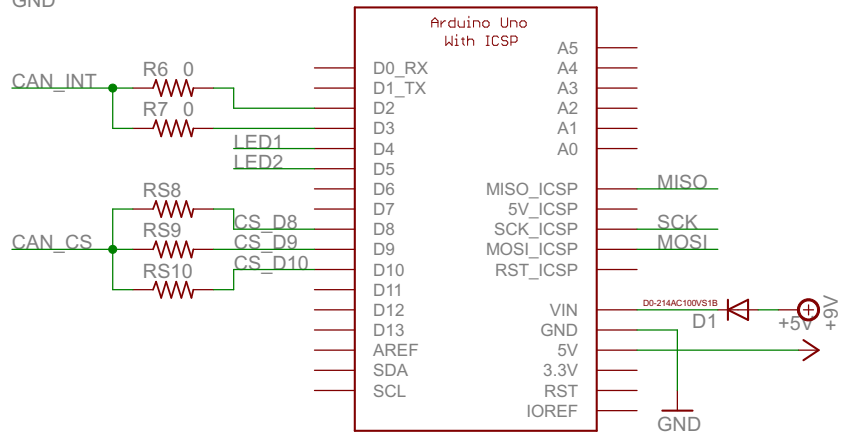 GND
Arduino Uno
With ICSP
CAN_INT
R6 0
R7 0
LED1
LED2
RS8
CS_D8
CAN_CS
RS9
CS_D9
RS10
CS_D10
D0_RX
D1_TX
D2
D3
D4
D5
D6
D7
D8
D9
D10
D11
D12
D13
AREF
SDA
SCL
A5
A4
A3
A2
A1
A0
MISO_ICSP
5V_ICSP
SCK_ICSP
MOSI_ICSP
RST_ICSP
VIN
GND
5V
3.3V
RST
IOREF
MISO
SCK
MOSI
D0-214AC100VS1B
D1
+5V
+9V
GND